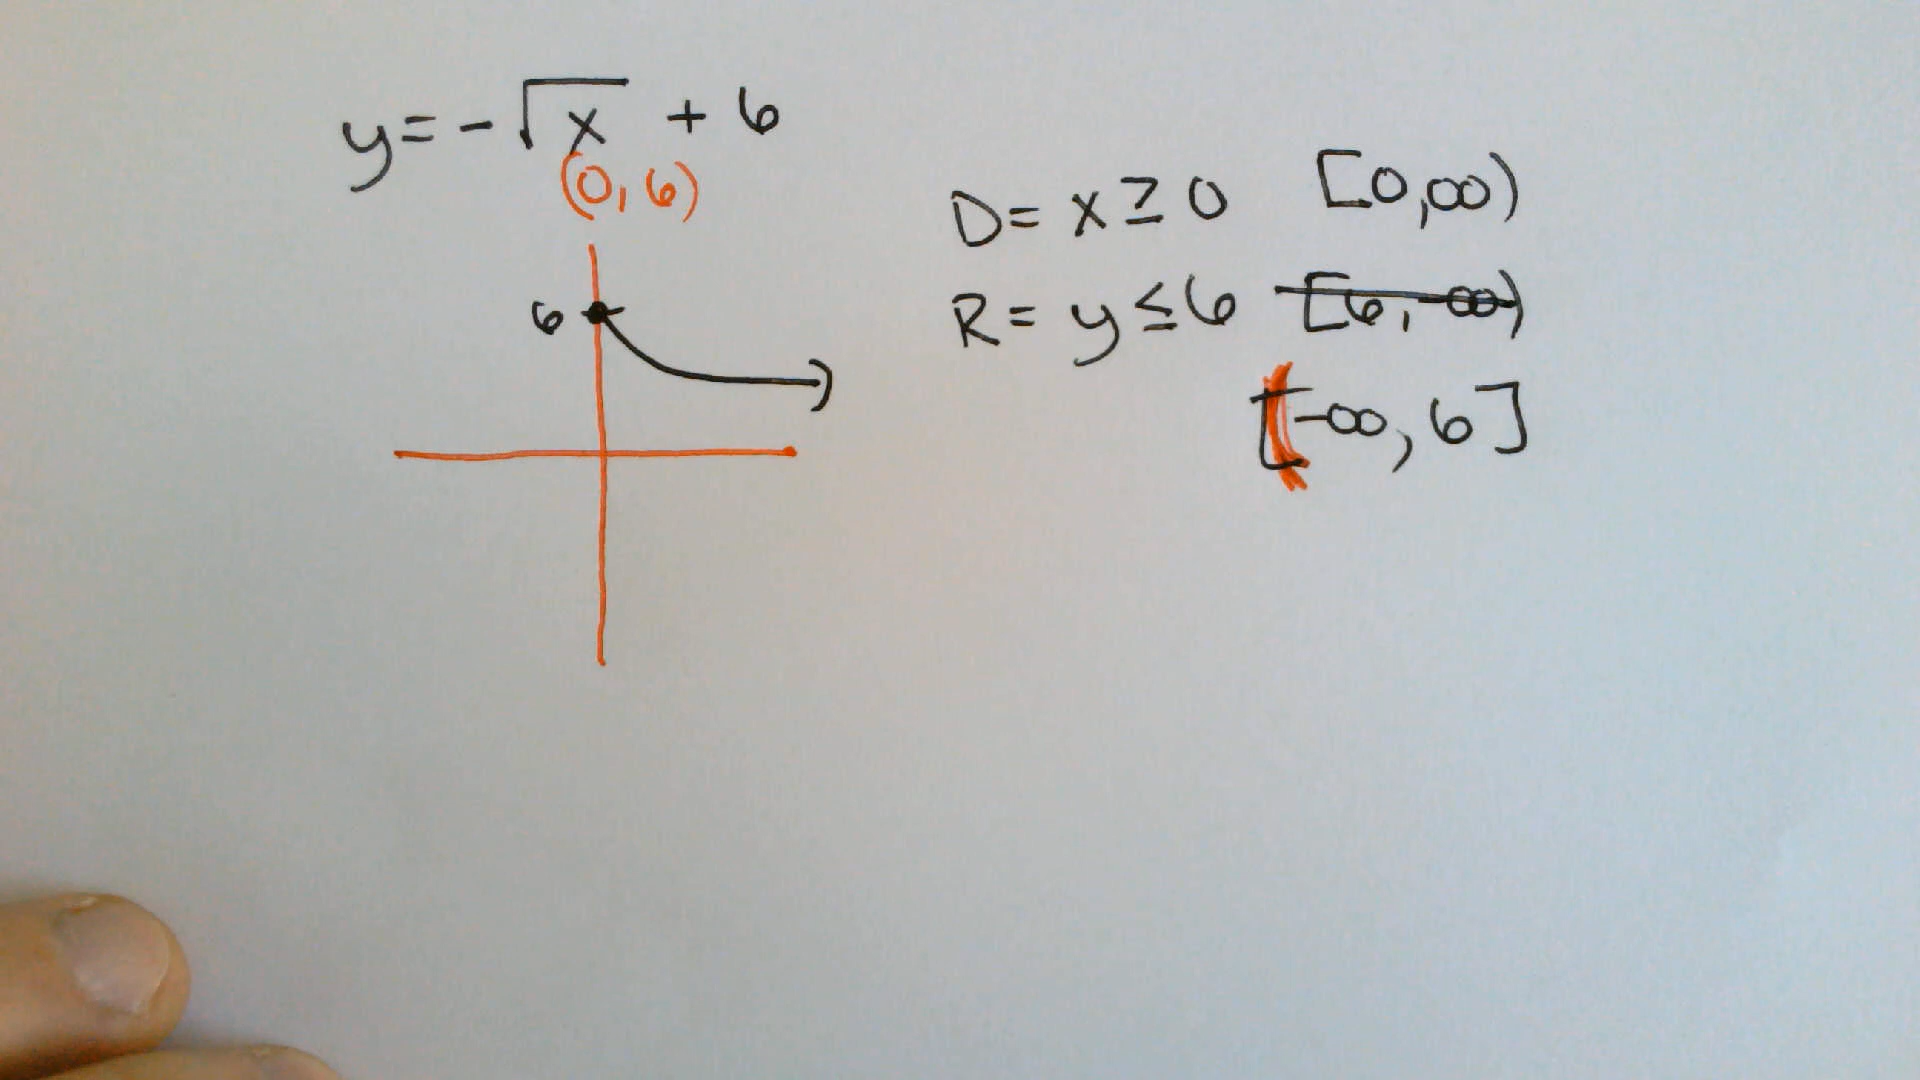 y = -√x + 6
(0, 6)
D = x ≥ 0 [0, ∞)
R = y ≤ 6 [6, -∞)
(-∞, 6]
6